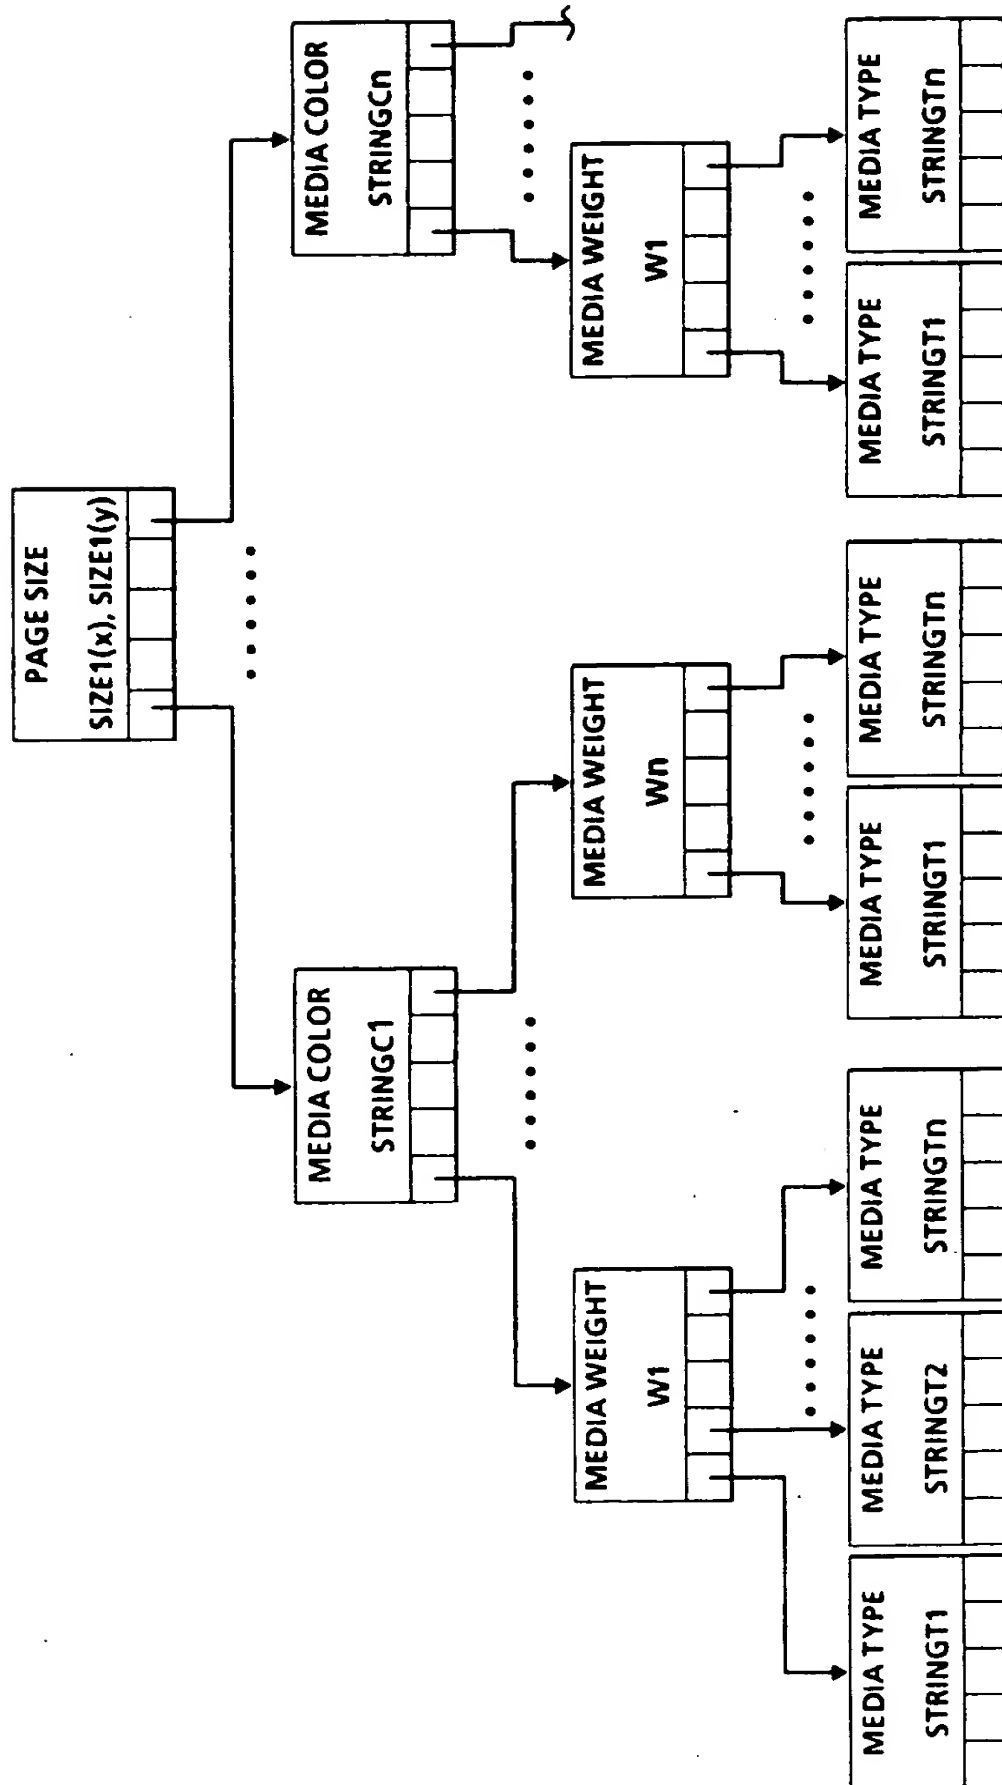 PAGE SIZE
SIZE1(x), SIZE1(y)
MEDIA COLOR
STRINGC1
MEDIA COLOR
STRINGCn
MEDIA WEIGHT
W1
MEDIA WEIGHT
Wn
MEDIA WEIGHT
W1
MEDIA TYPE
STRINGT1
MEDIA TYPE
STRINGT2
MEDIA TYPE
STRINGTn
MEDIA TYPE
STRINGT1
MEDIA TYPE
STRINGTn
MEDIA TYPE
STRINGT1
MEDIA TYPE
STRINGTn